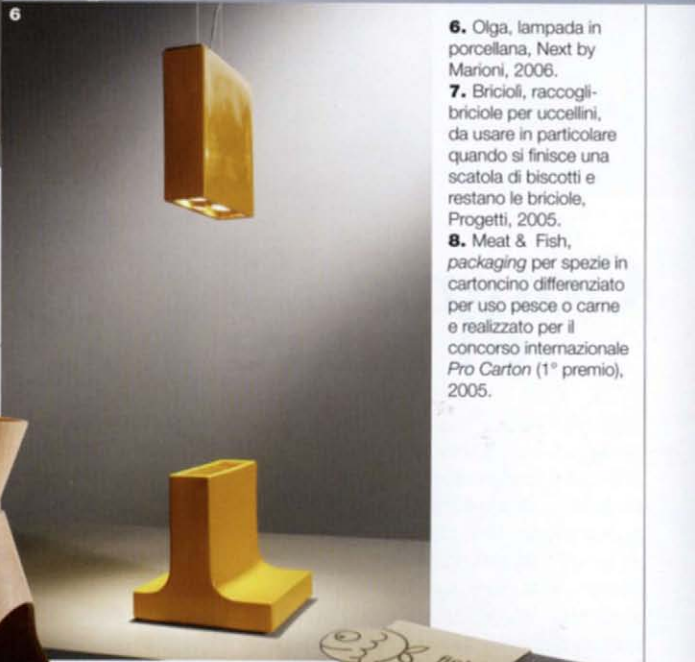 6
6. Olga, lampada in
porcellana, Next by
Marioni, 2006.
7. Bricioli, raccogli-
briciole per uccellini,
da usare in particolare
quando si finisce una
scatola di biscotti e
restano le briciole,
Progetti, 2005.
8. Meat & Fish,
packaging per spezie in
cartoncino differenziato
per uso pesce o carne
e realizzato per il
concorso internazionale
Pro Carton (1° premio),
2005.